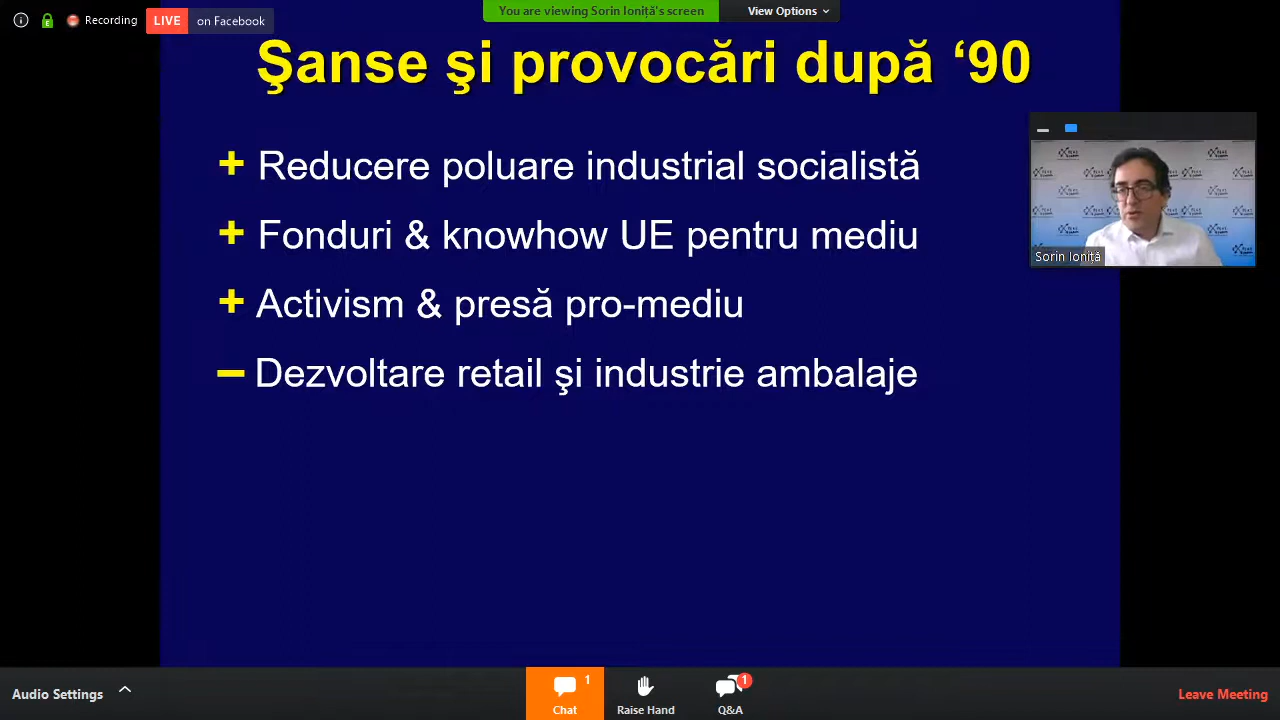 Recording
LIVE
on Facebook
You are viewing Sorin Ioniță's screen
View Options
Şanse şi provocări după ‘90
+ Reducere poluare industrial socialistă
+ Fonduri & knowhow UE pentru mediu
+ Activism & presă pro-mediu
– Dezvoltare retail şi industrie ambalaje
Sorin Ioniță
Audio Settings
1
Chat
Raise Hand
1
Q&A
Leave Meeting